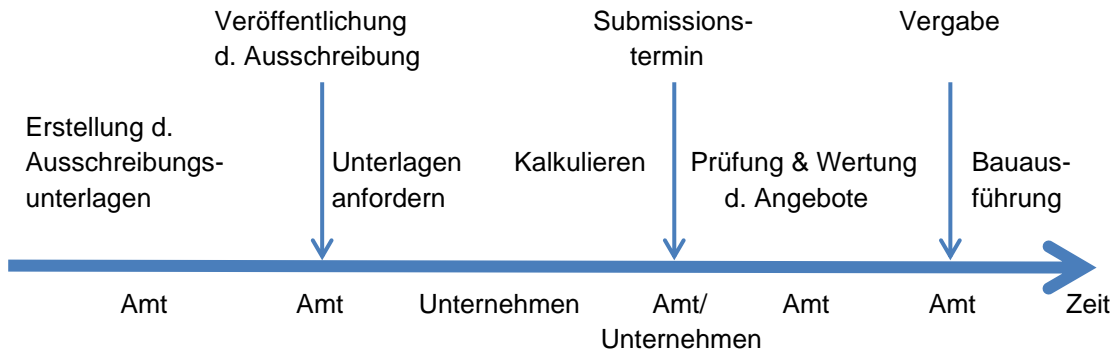 Veröffentlichung
d. Ausschreibung
Submissions-
termin
Vergabe
Erstellung d.
Ausschreibungs-
unterlagen
Unterlagen
anfordern
Kalkulieren
Prüfung & Wertung
d. Angebote
Bauaus-
führung
Amt
Amt
Unternehmen
Amt/
Unternehmen
Amt
Amt
Zeit